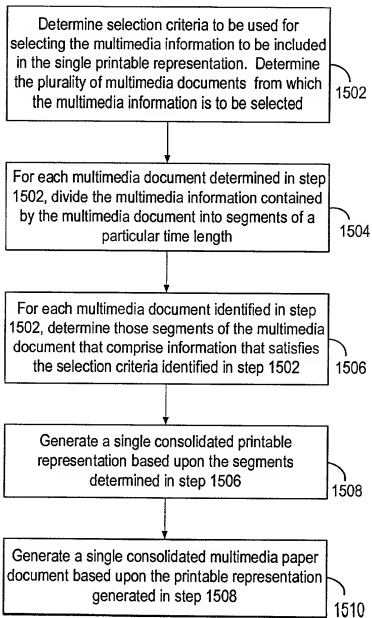 Determine selection criteria to be used for
selecting the multimedia information to be included
in the single printable representation. Determine
the plurality of multimedia documents from which
the multimedia information is to be selected
1502
For each multimedia document determined in step
1502, divide the multimedia information contained
by the multimedia document into segments of a
particular time length
1504
For each multimedia document identified in step
1502, determine those segments of the multimedia
document that comprise information that satisfies
the selection criteria identified in step 1502
1506
Generate a single consolidated printable
representation based upon the segments
determined in step 1506
1508
Generate a single consolidated multimedia paper
document based upon the printable representation
generated in step 1508
1510